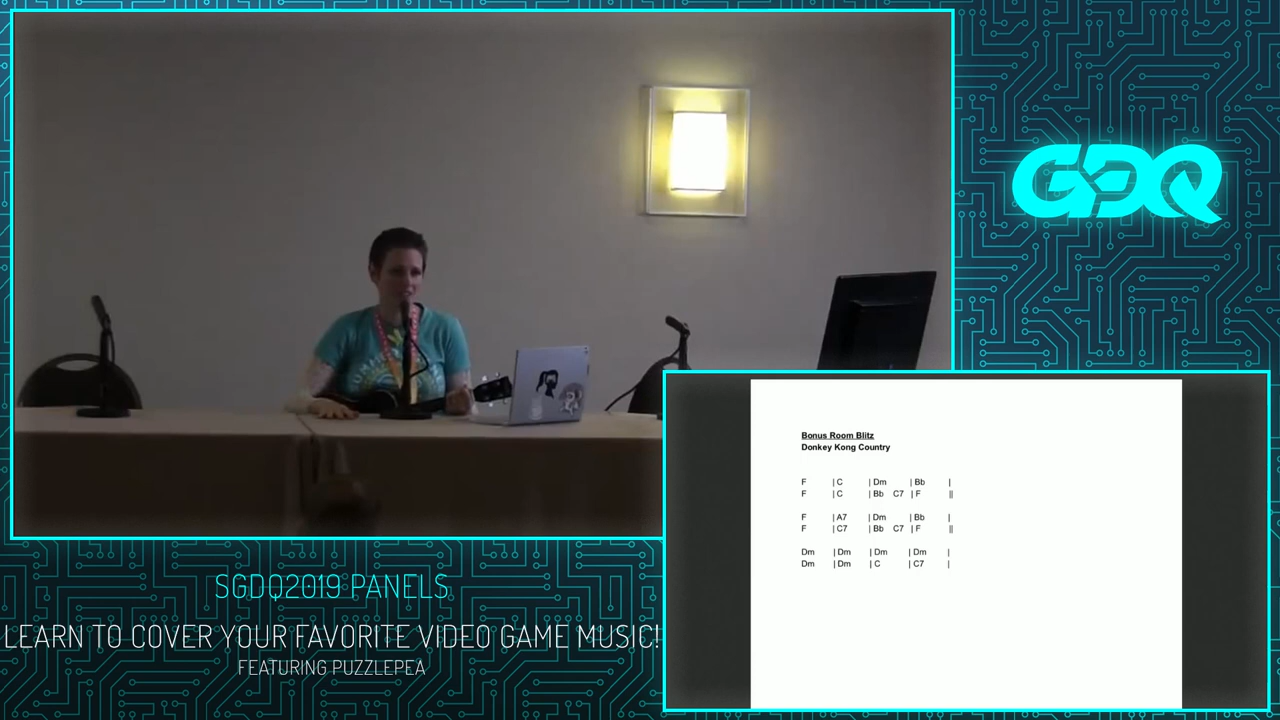 GDQ
Bonus Room Blitz
Donkey Kong Country
F | C | Dm | Bb |
F | C | Bb C7 | F ||
F | A7 | Dm | Bb |
F | C7 | Bb C7 | F ||
Dm | Dm | Dm | Dm |
Dm | Dm | C | C7 |
SGDQ2019 PANELS
LEARN TO COVER YOUR FAVORITE VIDEO GAME MUSIC!
FEATURING PUZZLEPEA